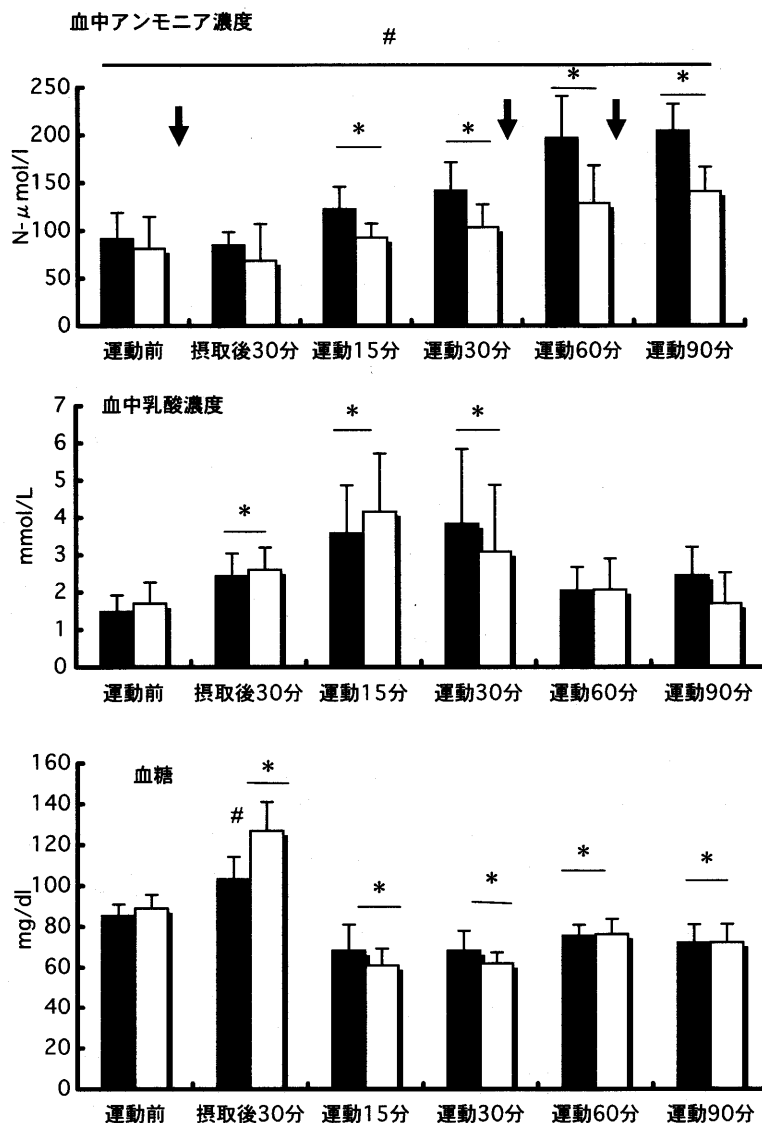 血中アンモニア濃度
#
250
200
150
100
50
0
N-μmol/l
* * * *
運動前 摂取後30分 運動15分 運動30分 運動60分 運動90分
血中乳酸濃度
7
6
5
4
3
2
1
0
mmol/L
* * *
運動前 摂取後30分 運動15分 運動30分 運動60分 運動90分
血糖
160
140
120
100
80
60
40
20
0
mg/dl
# * * * * *
運動前 摂取後30分 運動15分 運動30分 運動60分 運動90分